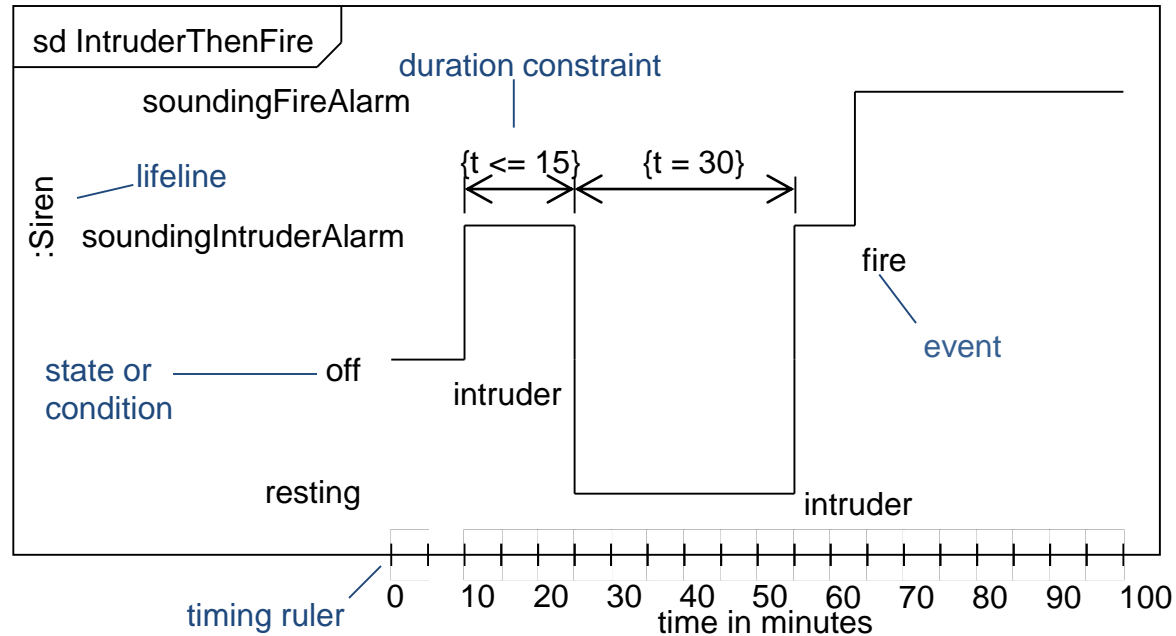 sd IntruderThenFire
duration constraint
soundingFireAlarm
{t <= 15}
{t = 30}
lifeline
:Siren
soundingIntruderAlarm
fire
event
state or
condition
off
intruder
resting
intruder
0 10 20 30 40 50 60 70 80 90 100
timing ruler
time in minutes